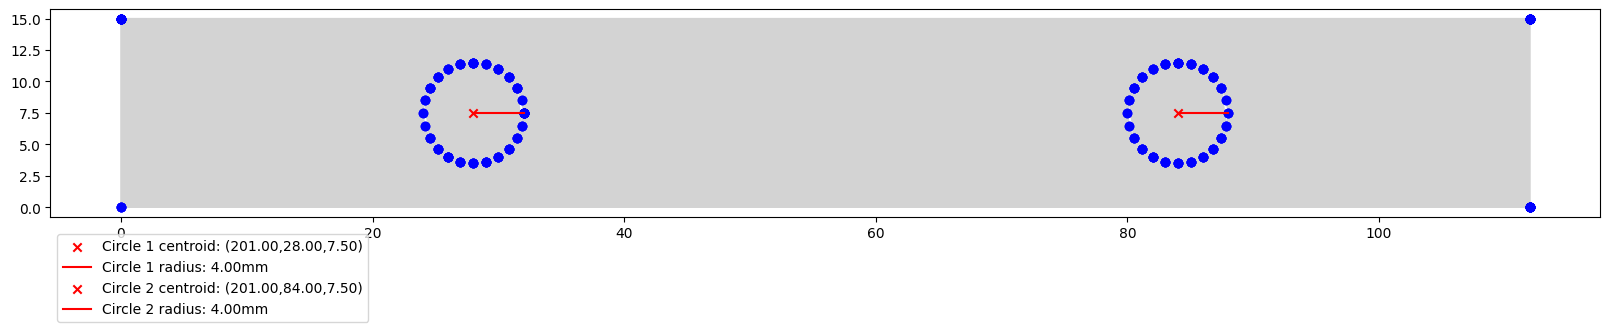 15.0
12.5
10.0
7.5
5.0
2.5
0.0
0 20 40 60 80 100
Circle 1 centroid: (201.00,28.00,7.50)
Circle 1 radius: 4.00mm
Circle 2 centroid: (201.00,84.00,7.50)
Circle 2 radius: 4.00mm